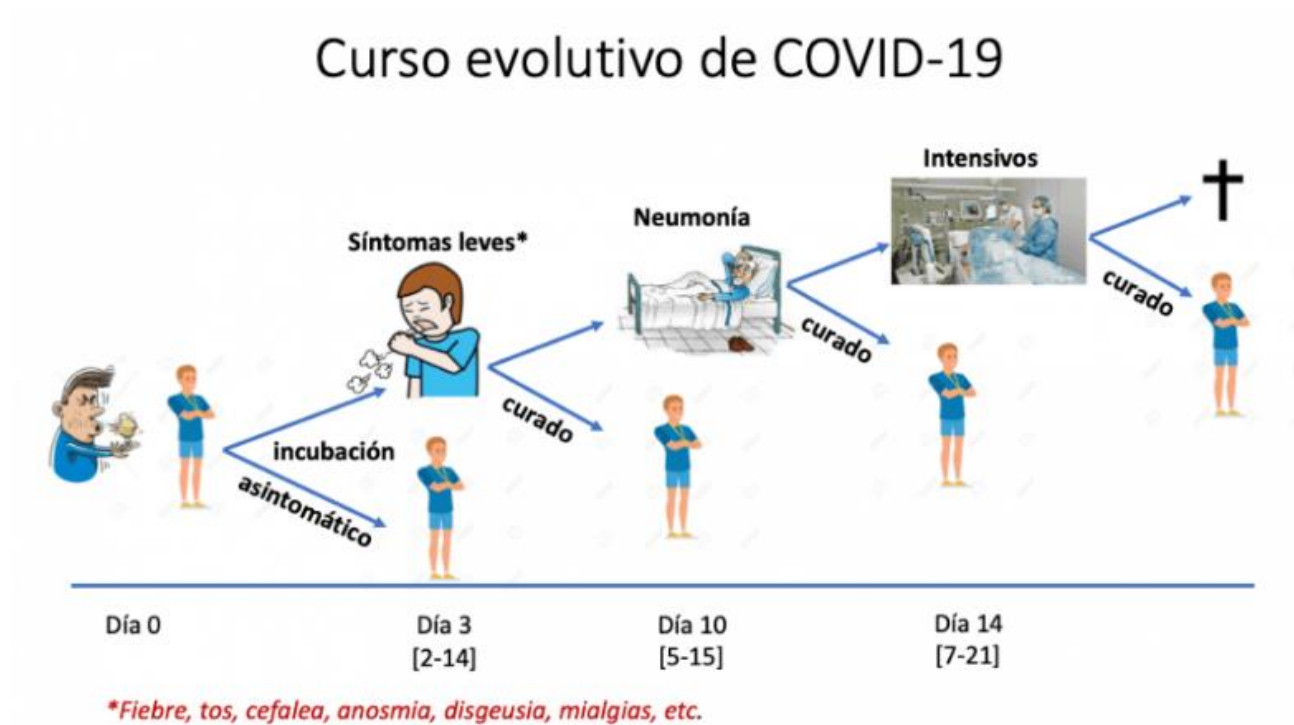 Curso evolutivo de COVID-19
Intensivos
Neumonía
Síntomas leves*
curado
curado
curado
incubación
asintomático
Día 0
Día 3
[2-14]
Día 10
[5-15]
Día 14
[7-21]
*Fiebre, tos, cefalea, anosmia, disgeusia, mialgias, etc.